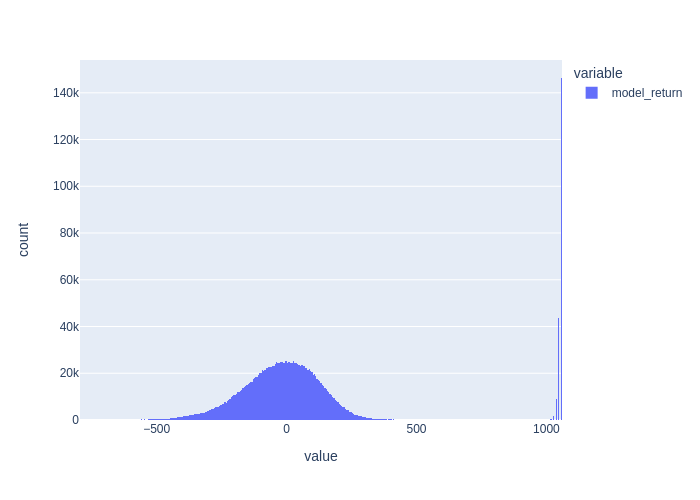 variable
model_return
140k
120k
100k
80k
60k
40k
20k
0
−500
0
500
1000
count
value